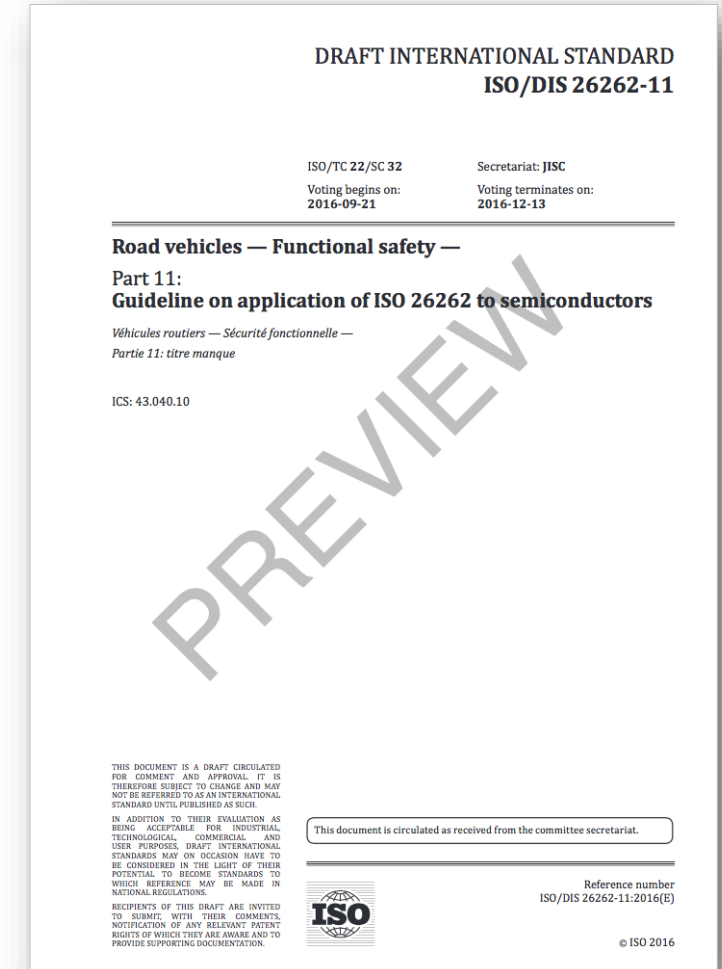 DRAFT INTERNATIONAL STANDARD
ISO/DIS 26262-11
ISO/TC 22/SC 32
Secretariat: JISC
Voting begins on:
2016-09-21
Voting terminates on:
2016-12-13
Road vehicles — Functional safety —
Part 11:
Guideline on application of ISO 26262 to semiconductors
Véhicules routiers — Sécurité fonctionnelle —
Partie 11: titre manque
ICS: 43.040.10
PREVIEW
THIS DOCUMENT IS A DRAFT CIRCULATED
FOR COMMENT AND APPROVAL. IT IS
THEREFORE SUBJECT TO CHANGE AND MAY
NOT BE REFERRED TO AS AN INTERNATIONAL
STANDARD UNTIL PUBLISHED AS SUCH.
IN ADDITION TO THEIR EVALUATION AS
BEING ACCEPTABLE FOR INDUSTRIAL,
TECHNOLOGICAL, COMMERCIAL AND
USER PURPOSES, DRAFT INTERNATIONAL
STANDARDS MAY ON OCCASION HAVE TO
BE CONSIDERED IN THE LIGHT OF THEIR
POTENTIAL TO BECOME STANDARDS TO
WHICH REFERENCE MAY BE MADE IN
NATIONAL REGULATIONS.
RECIPIENTS OF THIS DRAFT ARE INVITED
TO SUBMIT, WITH THEIR COMMENTS,
NOTIFICATION OF ANY RELEVANT PATENT
RIGHTS OF WHICH THEY ARE AWARE AND TO
PROVIDE SUPPORTING DOCUMENTATION.
This document is circulated as received from the committee secretariat.
ISO
Reference number
ISO/DIS 26262-11:2016(E)
© ISO 2016